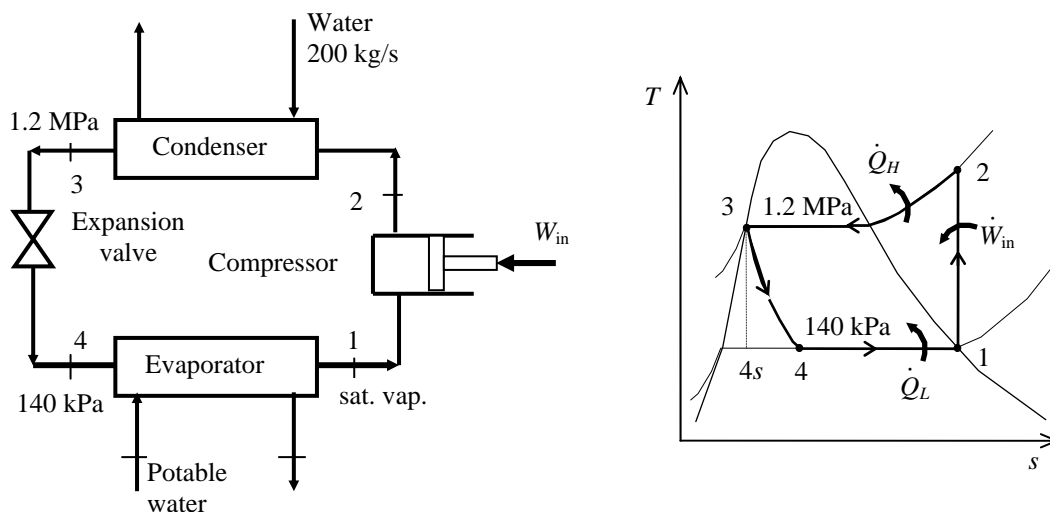 Water
200 kg/s
1.2 MPa
Condenser
3
2
Expansion
valve
Compressor
W_in
4
1
Evaporator
140 kPa
sat. vap.
Potable
water
T
Q̇_H
2
3
1.2 MPa
Ẇ_in
140 kPa
4s
4
1
Q̇_L
s